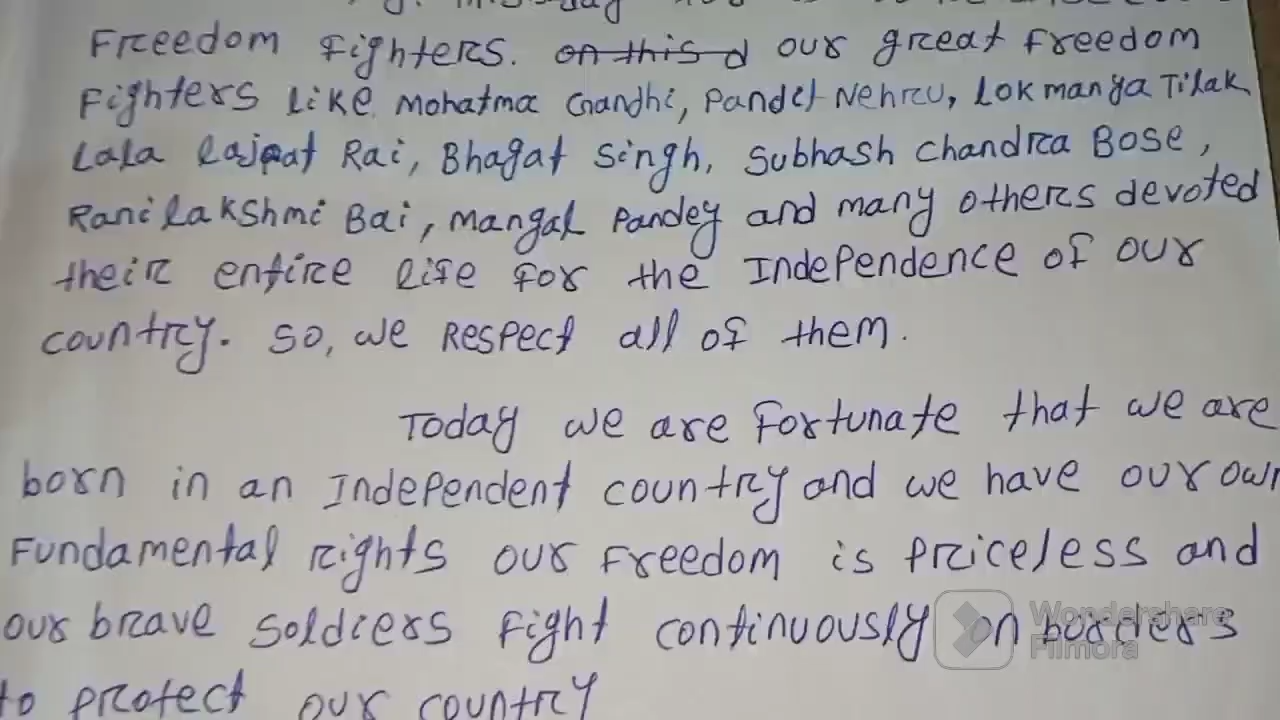 Freedom Fighters. on this d our great Freedom
Fighters like Mohatma Gandhi, Pandet Nehru, Lokmanya Tilak
Lala Lajpat Rai, Bhagat Singh, Subhash Chandra Bose,
Rani Lakshmi Bai, Mangal Pandey and many others devoted
their entire life for the Independence of our
country. So, we Respect all of them.
Today we are Fortunate that we are
born in an Independent country and we have our own
Fundamental Rights our Freedom is Priceless and
our brave Soldiers Fight continuously on borders
to Protect our country
Wondershare
Filmora